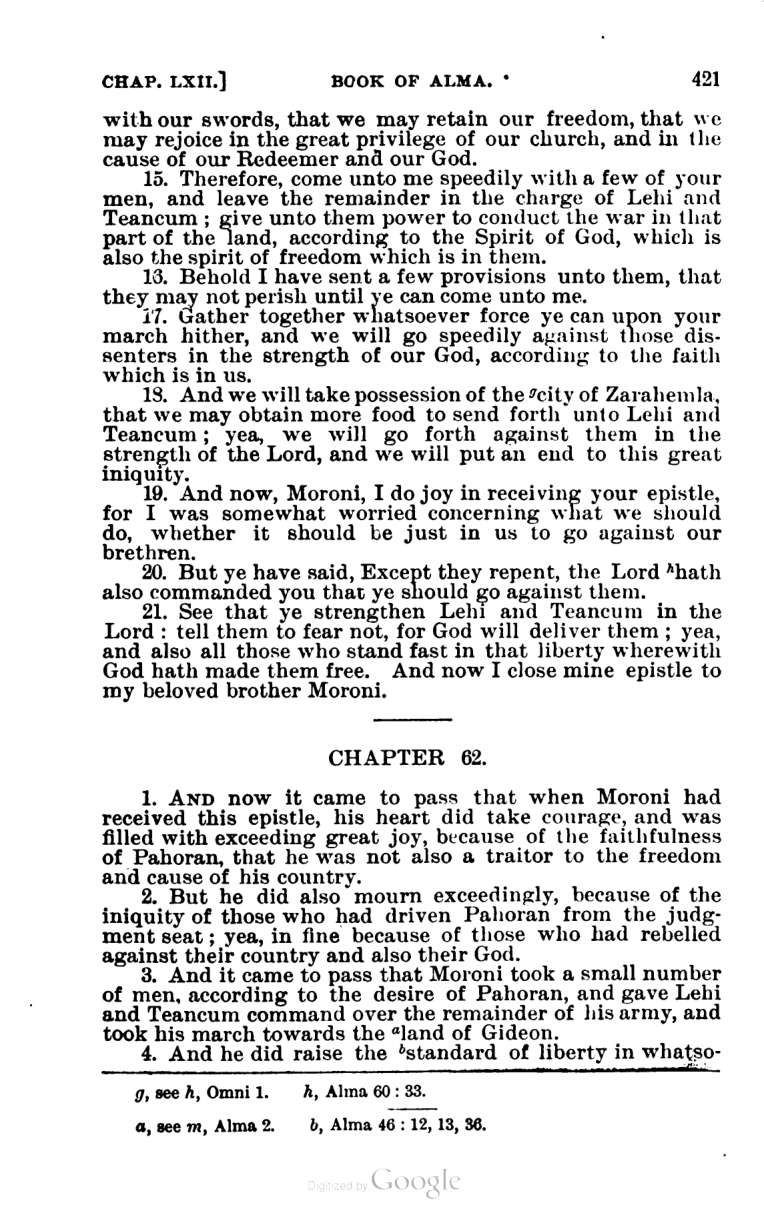 CHAP. LXII.] BOOK OF ALMA. 421
with our swords, that we may retain our freedom, that we
may rejoice in the great privilege of our church, and in the
cause of our Redeemer and our God.
15. Therefore, come unto me speedily with a few of your
men, and leave the remainder in the charge of Lehi and
Teancum ; give unto them power to conduct the war in that
part of the land, according to the Spirit of God, which is
also the spirit of freedom which is in them.
13. Behold I have sent a few provisions unto them, that
they may not perish until ye can come unto me.
17. Gather together whatsoever force ye can upon your
march hither, and we will go speedily against those dis-
senters in the strength of our God, according to the faith
which is in us.
18. And we will take possession of the gcity of Zarahemla,
that we may obtain more food to send forth unto Lehi and
Teancum ; yea, we will go forth against them in the
strength of the Lord, and we will put an end to this great
iniquity.
19. And now, Moroni, I do joy in receiving your epistle,
for I was somewhat worried concerning what we should
do, whether it should be just in us to go against our
brethren.
20. But ye have said, Except they repent, the Lord hhath
also commanded you that ye should go against them.
21. See that ye strengthen Lehi and Teancum in the
Lord : tell them to fear not, for God will deliver them ; yea,
and also all those who stand fast in that liberty wherewith
God hath made them free. And now I close mine epistle to
my beloved brother Moroni.
CHAPTER 62.
1. AND now it came to pass that when Moroni had
received this epistle, his heart did take courage, and was
filled with exceeding great joy, because of the faithfulness
of Pahoran, that he was not also a traitor to the freedom
and cause of his country.
2. But he did also mourn exceedingly, because of the
iniquity of those who had driven Pahoran from the judg-
ment seat ; yea, in fine because of those who had rebelled
against their country and also their God.
3. And it came to pass that Moroni took a small number
of men, according to the desire of Pahoran, and gave Lehi
and Teancum command over the remainder of his army, and
took his march towards the aland of Gideon.
4. And he did raise the bstandard of liberty in whatso-
g, see h, Omni 1. h, Alma 60 : 33.
a, see m, Alma 2. b, Alma 46 : 12, 13, 36.
Digitized by Google